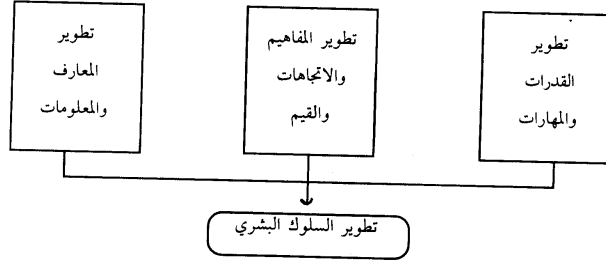 تطوير
القدرات
والمهارات
تطوير المفاهيم
والاتجاهات
والقيم
تطوير
المعارف
والمعلومات
تطوير السلوك البشري